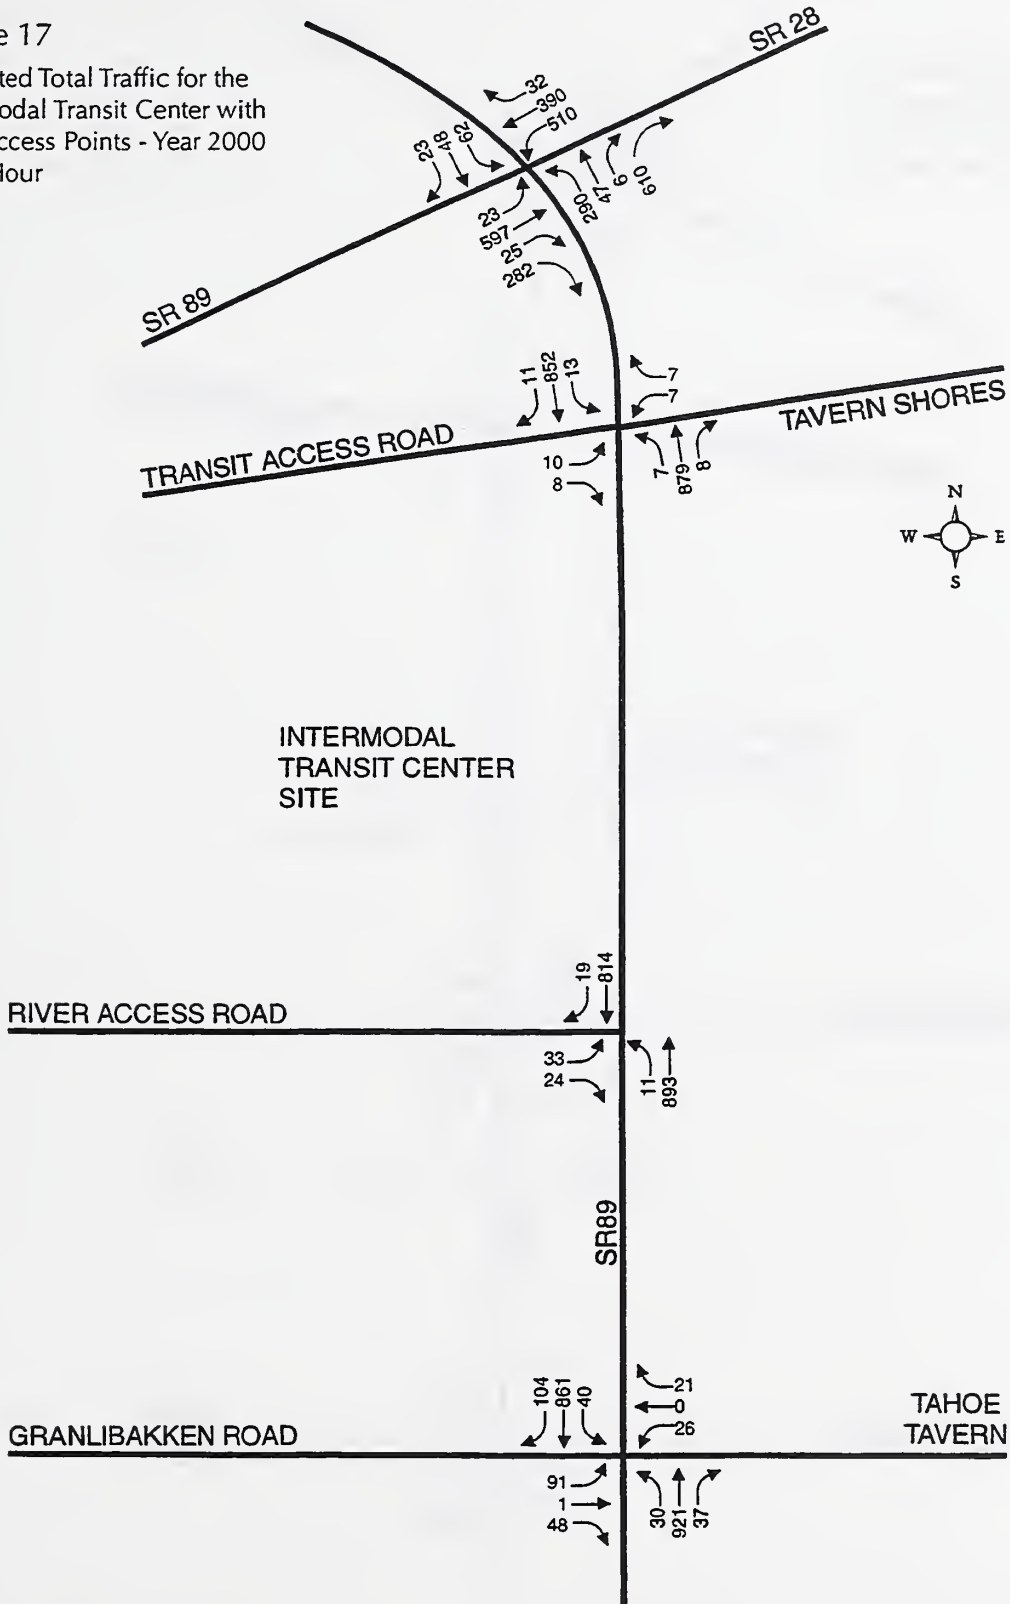 e 17
ted Total Traffic for the
odal Transit Center with
ccess Points - Year 2000
Hour
SR 28
32
390
510
23
48
62
23
597
25
282
290
47
6
610
SR 89
11
852
13
7
7
TRANSIT ACCESS ROAD
TAVERN SHORES
10
8
7
879
8
N
W
E
S
INTERMODAL
TRANSIT CENTER
SITE
19
814
RIVER ACCESS ROAD
33
24
11
893
SR89
104
861
40
21
0
26
GRANLIBAKKEN ROAD
TAHOE
TAVERN
91
1
48
30
921
37